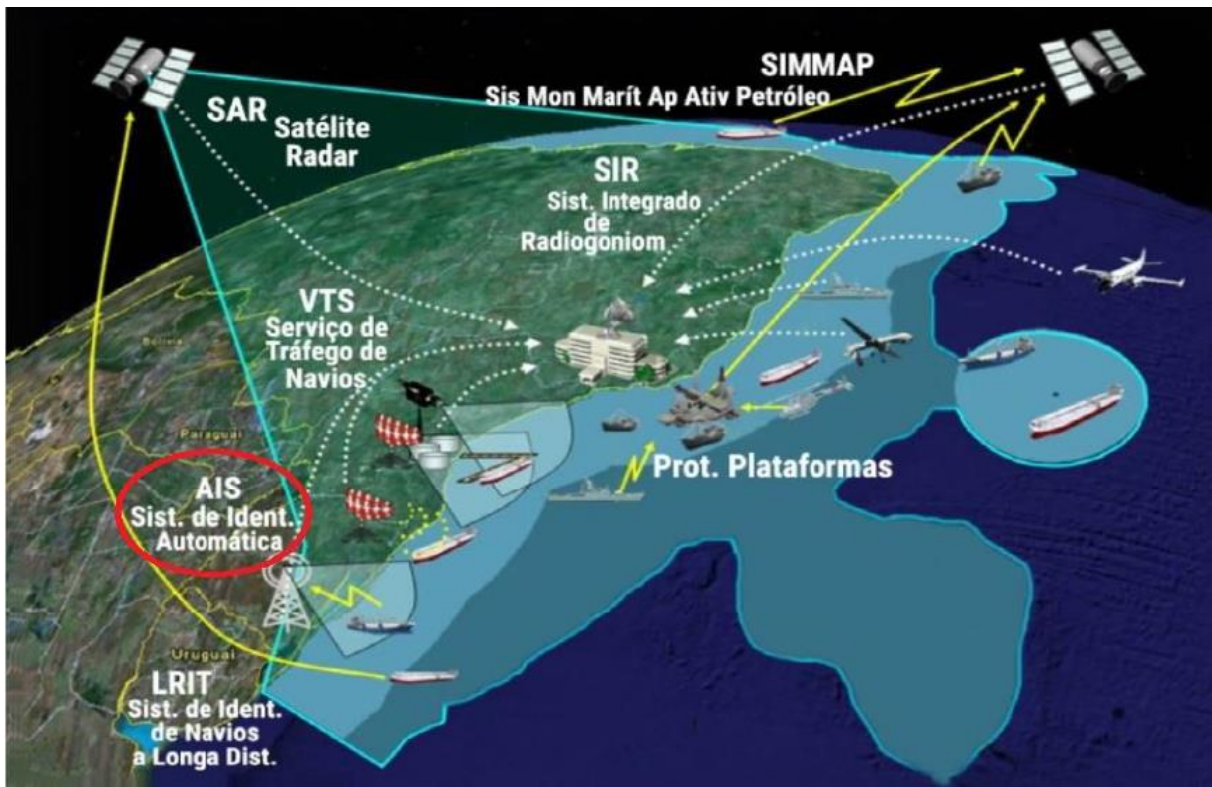 SIMMAP
Sis Mon Marít Ap Ativ Petróleo
SAR
Satélite
Radar
SIR
Sist. Integrado
de
Radiogoniom
VTS
Serviço de
Tráfego de
Navios
Bolívia
Paraguai
Prot. Plataformas
AIS
Sist. de Ident.
Automática
Uruguai
LRIT
Sist. de Ident.
de Navios
a Longa Dist.